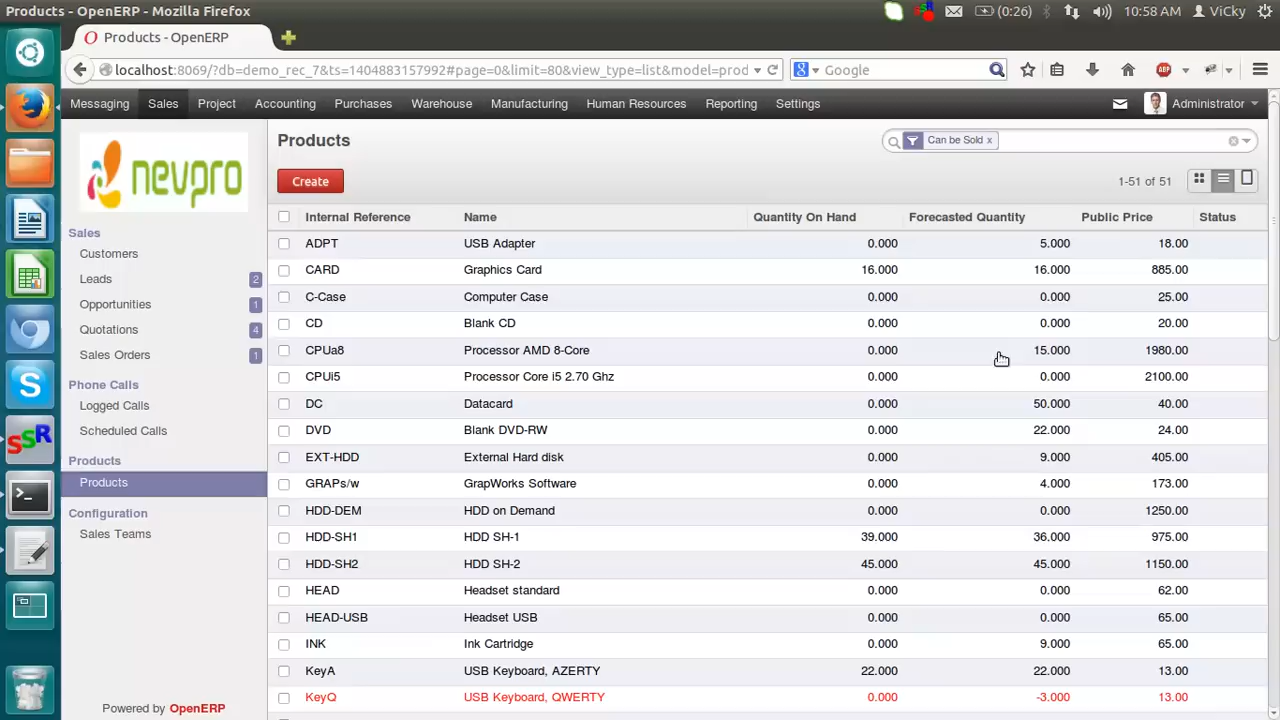 Products - OpenERP - Mozilla Firefox (0:26) 10:58 AM ViCky
Products - OpenERP
localhost:8069/?db=demo_rec_7&ts=1404883157992#page=0&limit=80&view_type=list&model=prod Google
Messaging Sales Project Accounting Purchases Warehouse Manufacturing Human Resources Reporting Settings Administrator
nevpro
Sales
Customers
Leads 2
Opportunities 1
Quotations 4
Sales Orders 1
Phone Calls
Logged Calls
Scheduled Calls
Products
Products
Configuration
Sales Teams
Powered by OpenERP
Products Can be Sold x
Create 1-51 of 51
Internal Reference Name Quantity On Hand Forecasted Quantity Public Price Status
ADPT USB Adapter 0.000 5.000 18.00
CARD Graphics Card 16.000 16.000 885.00
C-Case Computer Case 0.000 0.000 25.00
CD Blank CD 0.000 0.000 20.00
CPUa8 Processor AMD 8-Core 0.000 15.000 1980.00
CPUi5 Processor Core i5 2.70 Ghz 0.000 0.000 2100.00
DC Datacard 0.000 50.000 40.00
DVD Blank DVD-RW 0.000 22.000 24.00
EXT-HDD External Hard disk 0.000 9.000 405.00
GRAPs/w GrapWorks Software 0.000 4.000 173.00
HDD-DEM HDD on Demand 0.000 0.000 1250.00
HDD-SH1 HDD SH-1 39.000 36.000 975.00
HDD-SH2 HDD SH-2 45.000 45.000 1150.00
HEAD Headset standard 0.000 0.000 62.00
HEAD-USB Headset USB 0.000 0.000 65.00
INK Ink Cartridge 0.000 9.000 65.00
KeyA USB Keyboard, AZERTY 22.000 22.000 13.00
KeyQ USB Keyboard, QWERTY 0.000 -3.000 13.00
SSR